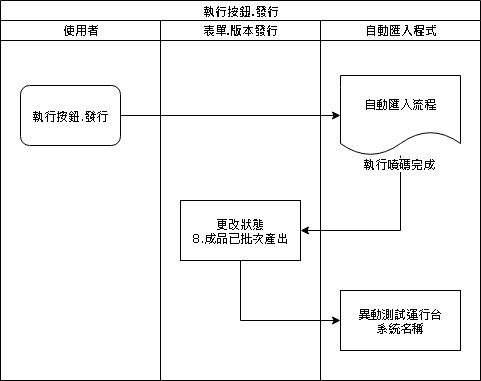 執行按鈕.發行
使用者
表單.版本發行
自動匯入程式
執行按鈕.發行
自動匯入流程
執行噴碼完成
更改狀態
8.成品已批次產出
異動測試運行台
系統名稱